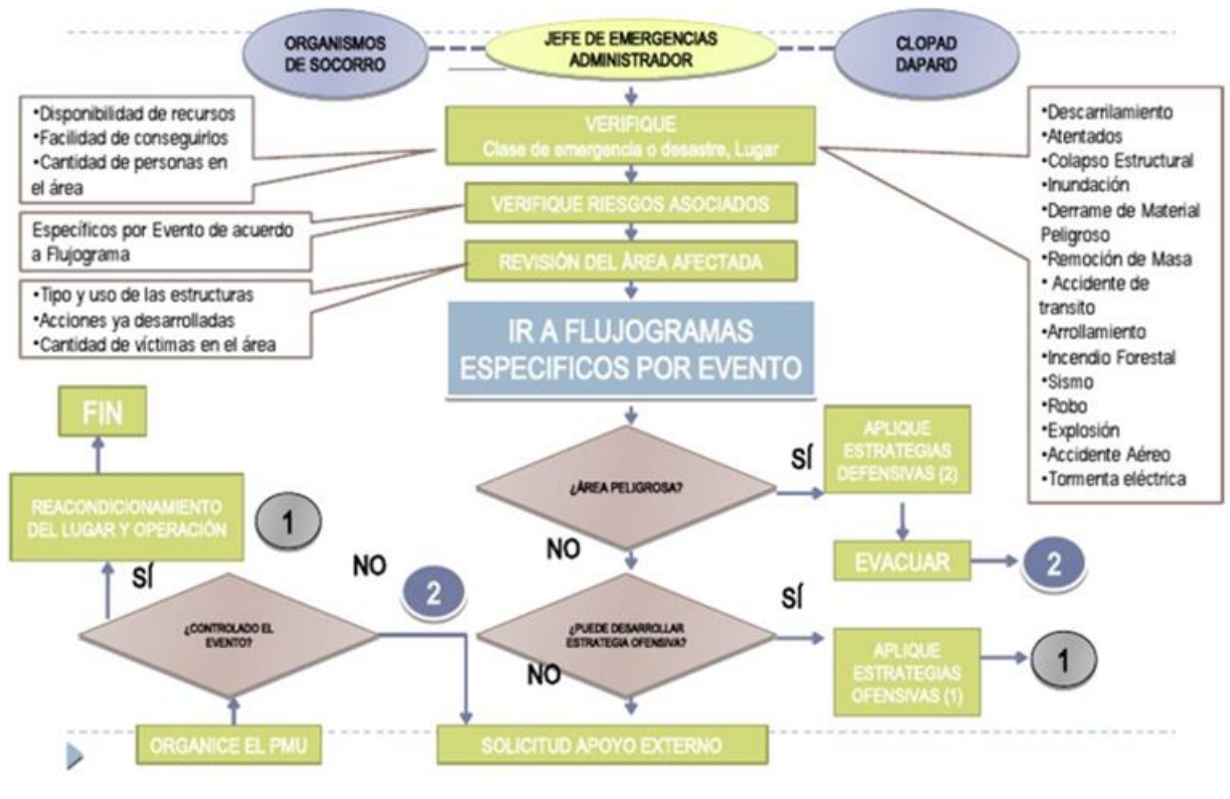 ORGANISMOS
DE SOCORRO
JEFE DE EMERGENCIAS
ADMINISTRADOR
CLOPAD
DAPARD
•Disponibilidad de recursos
•Facilidad de conseguirlos
•Cantidad de personas en
el área
VERIFIQUE
Clase de emergencia o desastre, Lugar
•Descarrilamiento
•Atentados
•Colapso Estructural
•Inundación
•Derrame de Material
Peligroso
•Remoción de Masa
• Accidente de
transito
•Arrollamiento
•Incendio Forestal
•Sismo
•Robo
•Explosión
•Accidente Aéreo
•Tormenta eléctrica
VERIFIQUE RIESGOS ASOCIADOS
Específicos por Evento de acuerdo
a Flujograma
REVISIÓN DEL ÀREA AFECTADA
•Tipo y uso de las estructuras
•Acciones ya desarrolladas
•Cantidad de víctimas en el área
IR A FLUJOGRAMAS
ESPECIFICOS POR EVENTO
FIN
¿ÁREA PELIGROSA?
SÍ
APLIQUE
ESTRATEGIAS
DEFENSIVAS (2)
REACONDICIONAMIENTO
DEL LUGAR Y OPERACIÓN
1
NO
EVACUAR
2
SÍ
NO
2
¿CONTROLADO EL
EVENTO?
¿PUEDE DESARROLLAR
ESTRATEGIA OFENSIVA?
SÍ
NO
APLIQUE
ESTRATEGIAS
OFENSIVAS (1)
1
ORGANICE EL PMU
SOLICITUD APOYO EXTERNO